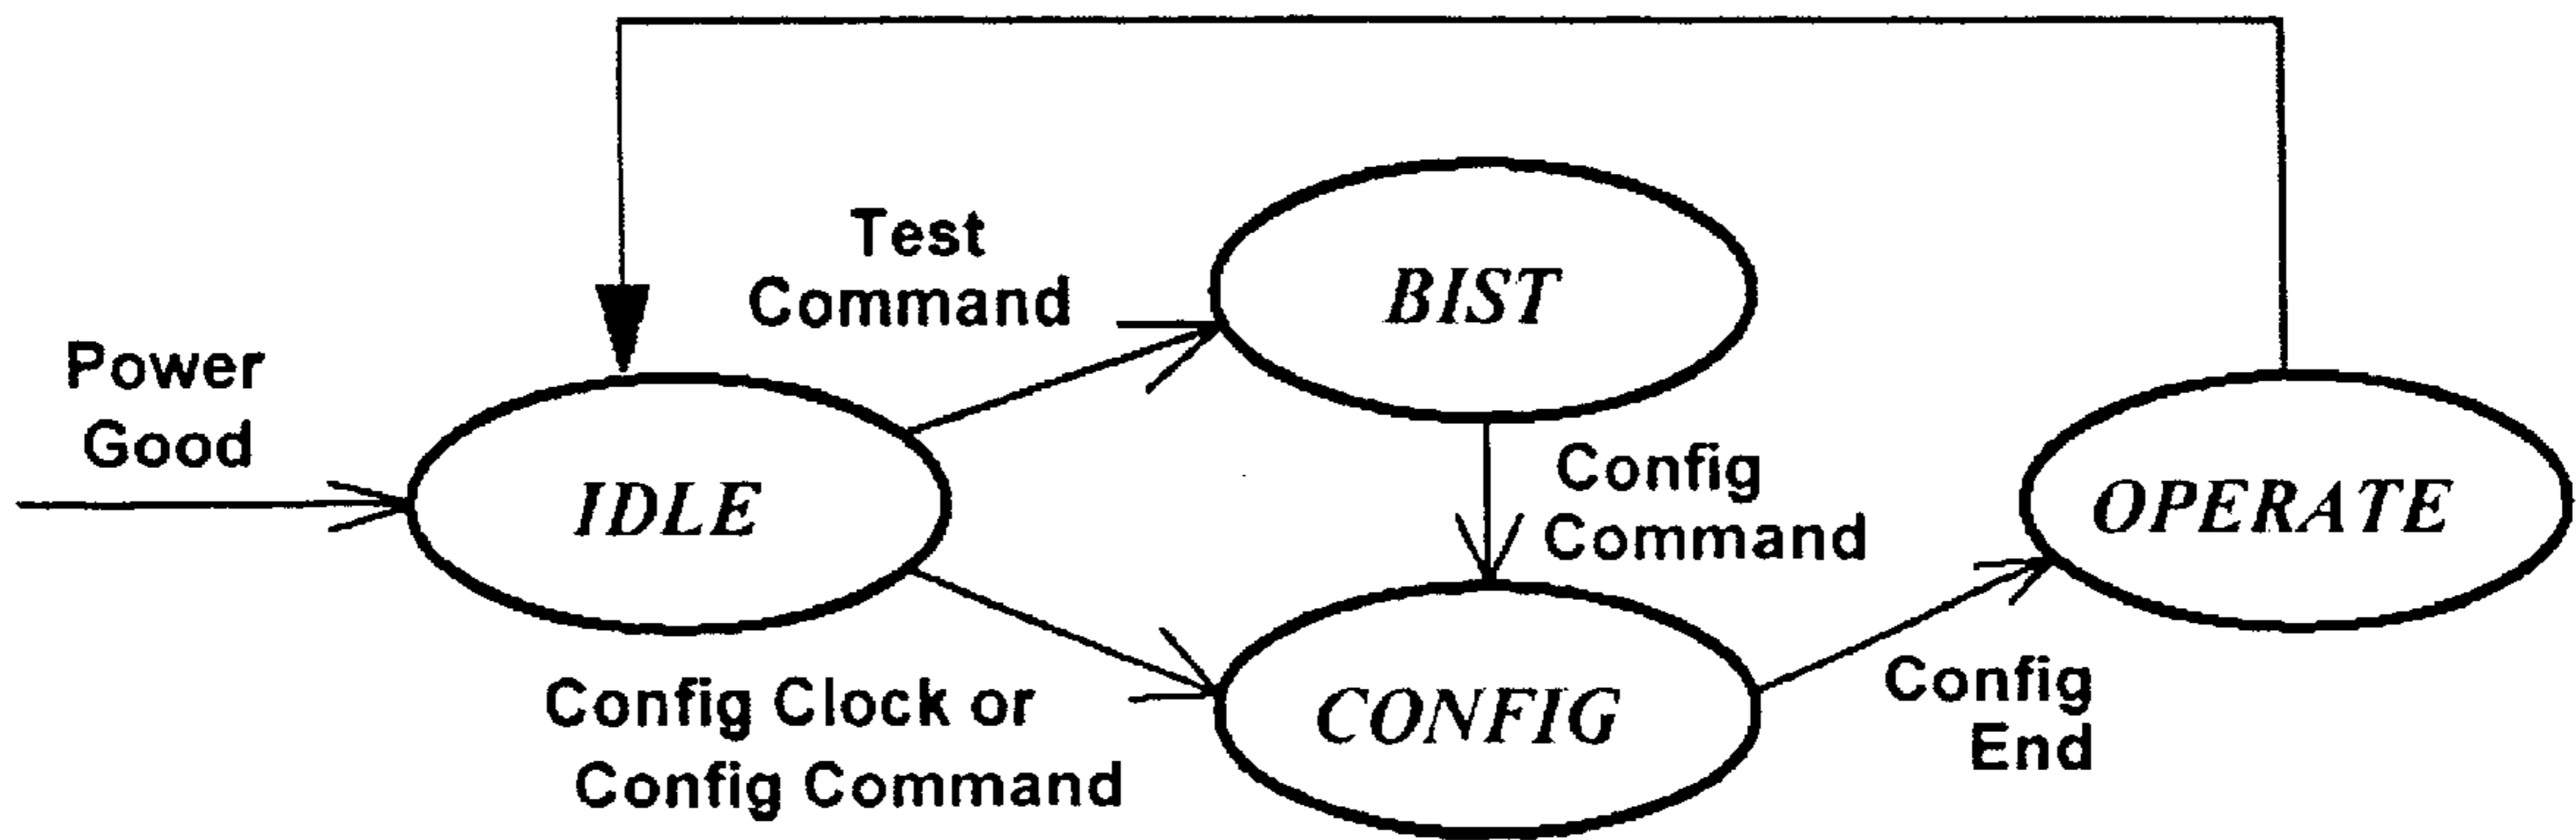 Test
Command
BIST
Power
Good
IDLE
Config
Command
OPERATE
Config Clock or
Config Command
CONFIG
Config
End